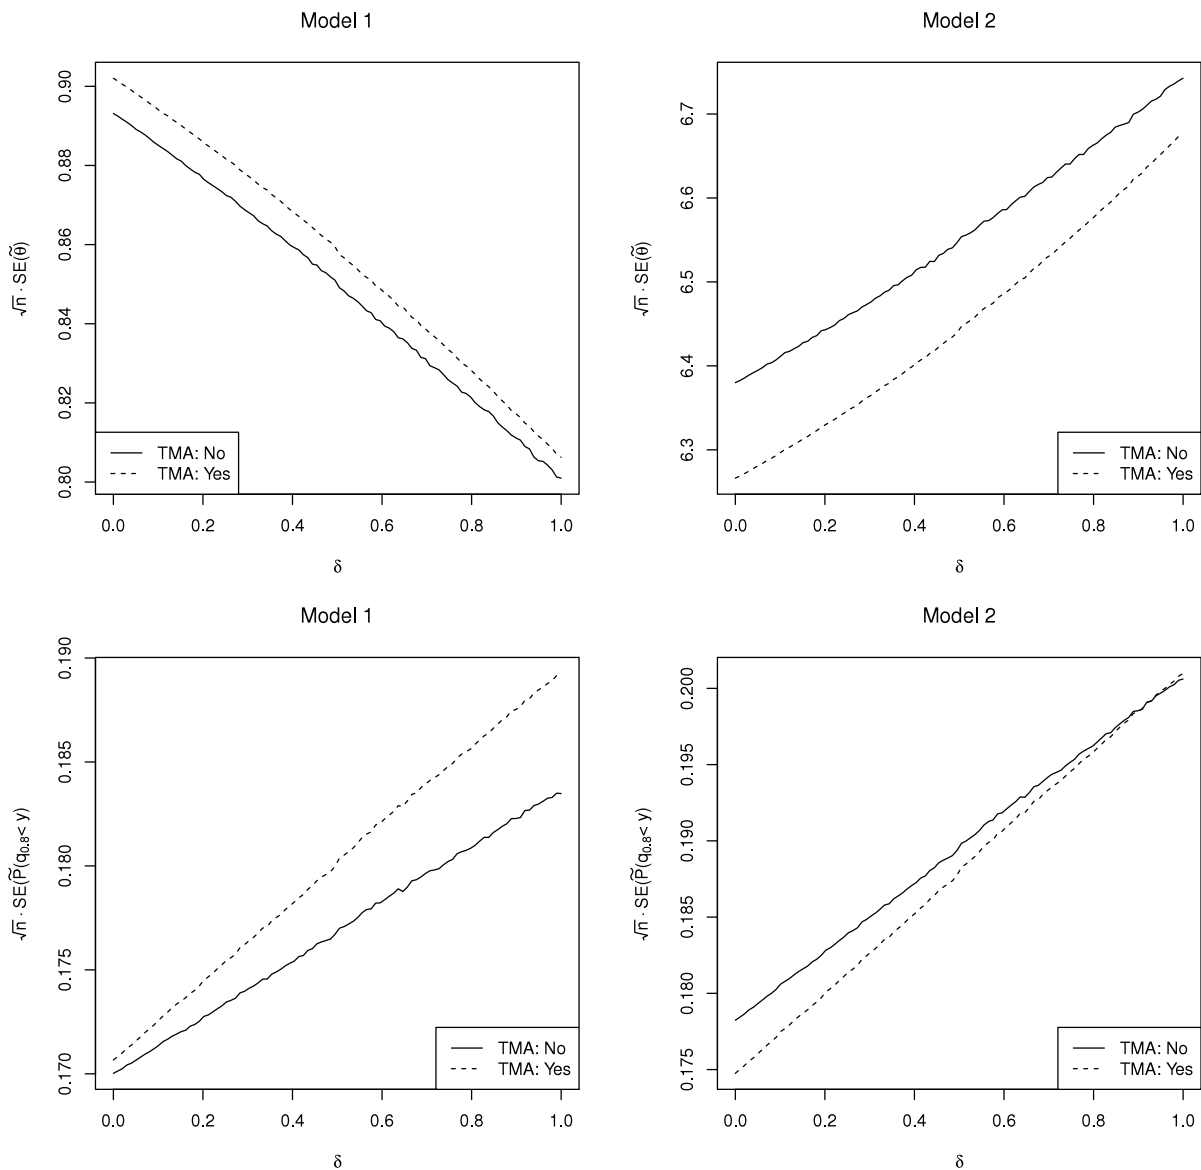 Model 1
√n · SE(θ̃)
0.80 0.82 0.84 0.86 0.88 0.90
TMA: No
TMA: Yes
0.0 0.2 0.4 0.6 0.8 1.0
δ
Model 2
√n · SE(θ̃)
6.3 6.4 6.5 6.6 6.7
TMA: No
TMA: Yes
0.0 0.2 0.4 0.6 0.8 1.0
δ
Model 1
√n · SE(P̃(q0.8< y)
0.170 0.175 0.180 0.185 0.190
TMA: No
TMA: Yes
0.0 0.2 0.4 0.6 0.8 1.0
δ
Model 2
√n · SE(P̃(q0.8< y)
0.175 0.180 0.185 0.190 0.195 0.200
TMA: No
TMA: Yes
0.0 0.2 0.4 0.6 0.8 1.0
δ